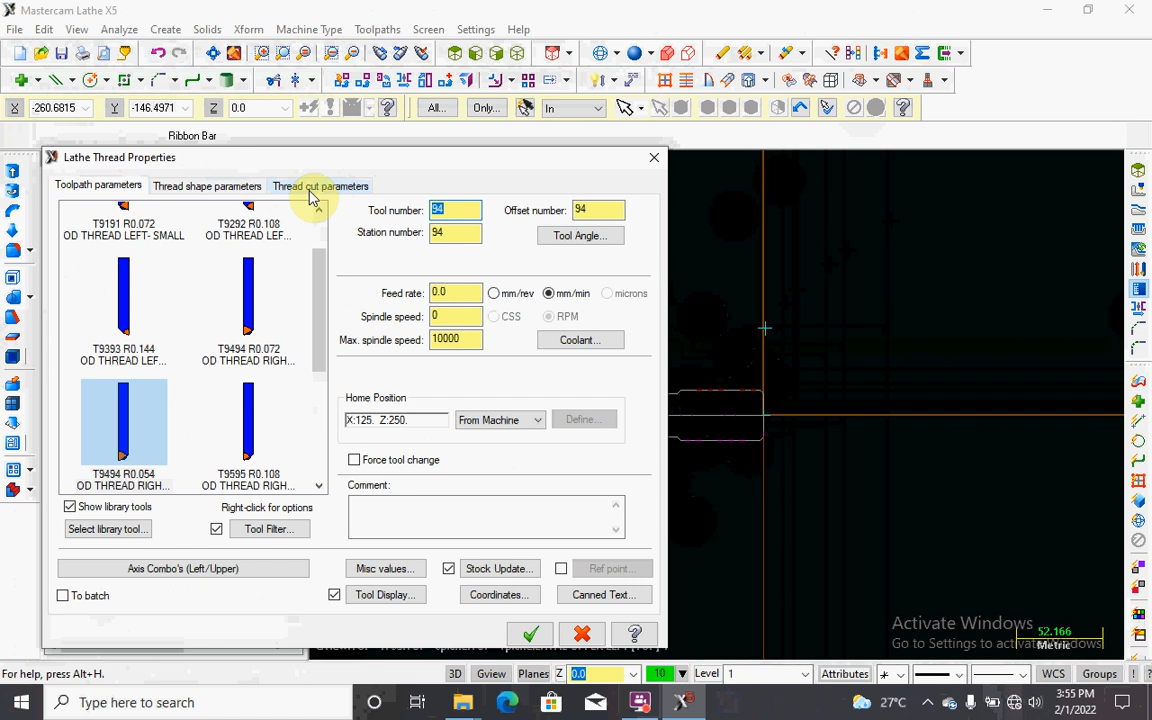 Mastercam Lathe X5
File Edit View Analyze Create Solids Xform Machine Type Toolpaths Screen Settings Help
X -260.6815 Y -146.4971 Z 0.0 All... Only... In
Ribbon Bar
Lathe Thread Properties
Toolpath parameters Thread shape parameters Thread cut parameters
T9191 R0.072 T9292 R0.108
OD THREAD LEFT- SMALL OD THREAD LEF...
T9393 R0.144 T9494 R0.072
OD THREAD LEF... OD THREAD RIGH...
T9494 R0.054 T9595 R0.108
OD THREAD RIGH... OD THREAD RIGH...
Show library tools Right-click for options
Select library tool... Tool Filter...
Axis Combo's (Left/Upper)
To batch
Tool number: 94 Offset number: 94
Station number: 94 Tool Angle...
Feed rate: 0.0 mm/rev mm/min microns
Spindle speed: 0 CSS RPM
Max. spindle speed: 10000 Coolant...
Home Position
X:125. Z:250. From Machine Define...
Force tool change
Comment:
Misc values... Stock Update... Ref point...
Tool Display... Coordinates... Canned Text...
Activate Windows
Go to Settings to activate Windows.
52.166
Metric
For help, press Alt+H. 3D Gview Planes Z 0.0 10 Level 1 Attributes WCS Groups ! ?
Type here to search
27°C
3:55 PM
2/1/2022